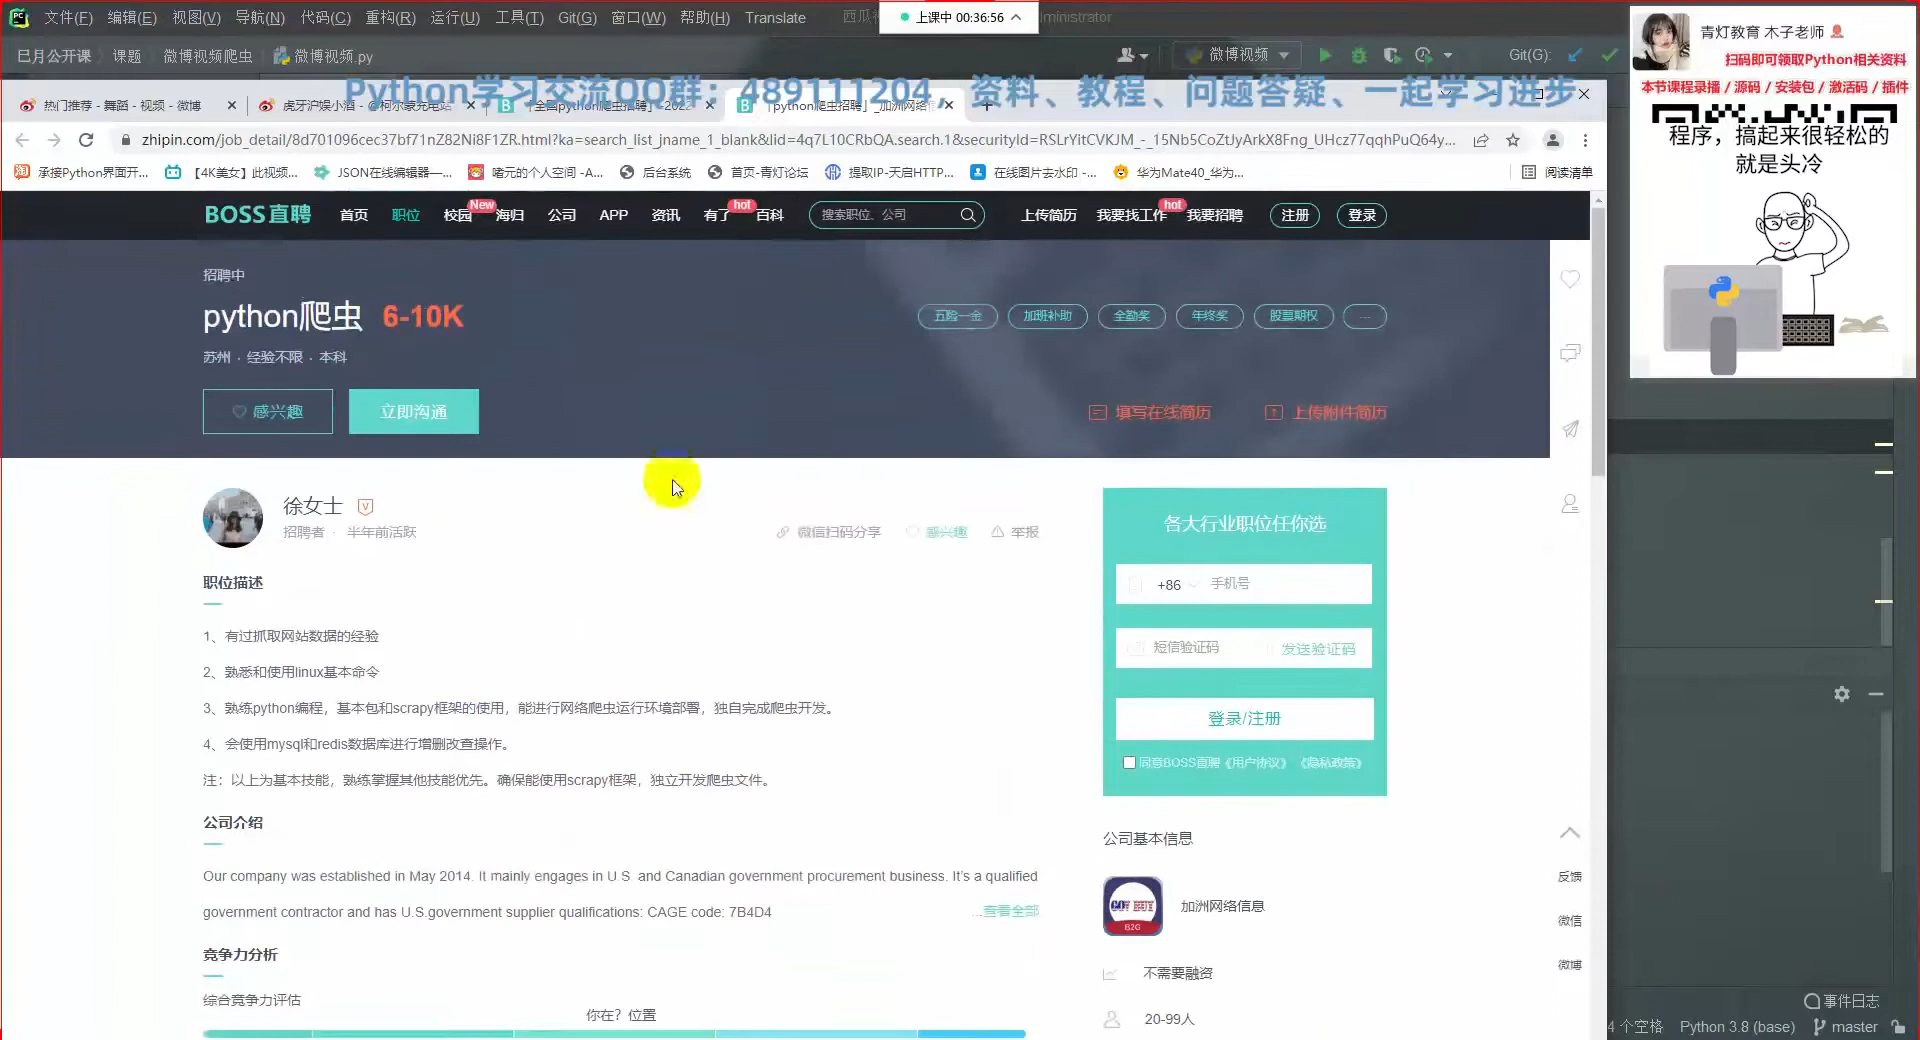 文件(F) 编辑(E) 视图(V) 导航(N) 代码(C) 重构(R) 运行(U) 工具(T) Git(G) 窗口(W) 帮助(H) Translate
上课中 00:36:56
巳月公开课 课题 微博视频爬虫 微博视频.py
微博视频
Git(G):
Python学习交流QQ群：489111204，资料、教程、问题答疑、一起学习进步
热门推荐 - 舞蹈 - 视频 - 微博
zhipin.com/job_detail/8d701096cec37bf71nZ82Ni8F1ZR.html?ka=search_list_jname_1_blank&lid=4q7L10CRbQA.search.1&securityId=RSLrYitCVKJM_-_15Nb5CoZtJyArkX8Fng_UHcz77qqhPuQ64y...
承接Python界面开... 【4K美女】此视频... JSON在线编辑器—... 啫元的个人空间 -A... 后台系统 首页-青灯论坛 提取IP-天启HTTP... 在线图片去水印 -... 华为Mate40_华为... 阅读清单
BOSS直聘 首页 职位 校园 New 海归 公司 APP 资讯 有了 hot 百科 搜索职位、公司 上传简历 我要找工作 hot 我要招聘 注册 登录
招聘中
python爬虫 6-10K
五险一金 加班补助 全勤奖 年终奖 股票期权 ...
苏州 · 经验不限 · 本科
感兴趣 立即沟通 填写在线简历 上传附件简历
徐女士
招聘者 · 半年前活跃
微信扫码分享 感兴趣 举报
职位描述
1、有过抓取网站数据的经验
2、熟悉和使用linux基本命令
3、熟练python编程，基本包和scrapy框架的使用，能进行网络爬虫运行环境部署，独自完成爬虫开发。
4、会使用mysql和redis数据库进行增删改查操作。
注：以上为基本技能，熟练掌握其他技能优先。确保能使用scrapy框架，独立开发爬虫文件。
公司介绍
Our company was established in May 2014. It mainly engages in U S and Canadian government procurement business. It's a qualified
government contractor and has U.S.government supplier qualifications: CAGE code: 7B4D4
...查看全部
竞争力分析
综合竞争力评估
你在? 位置
各大行业职位任你选
+86 手机号
短信验证码 发送验证码
登录/注册
同意BOSS直聘《用户协议》《隐私政策》
公司基本信息
GOV BUY
B2G
加洲网络信息
不需要融资
20-99人
反馈
微信
微博
青灯教育 木子老师
扫码即可领取Python相关资料
本节课程录播 / 源码 / 安装包 / 激活码 / 插件
程序，搞起来很轻松的
就是头冷
事件日志
4 个空格 Python 3.8 (base) master